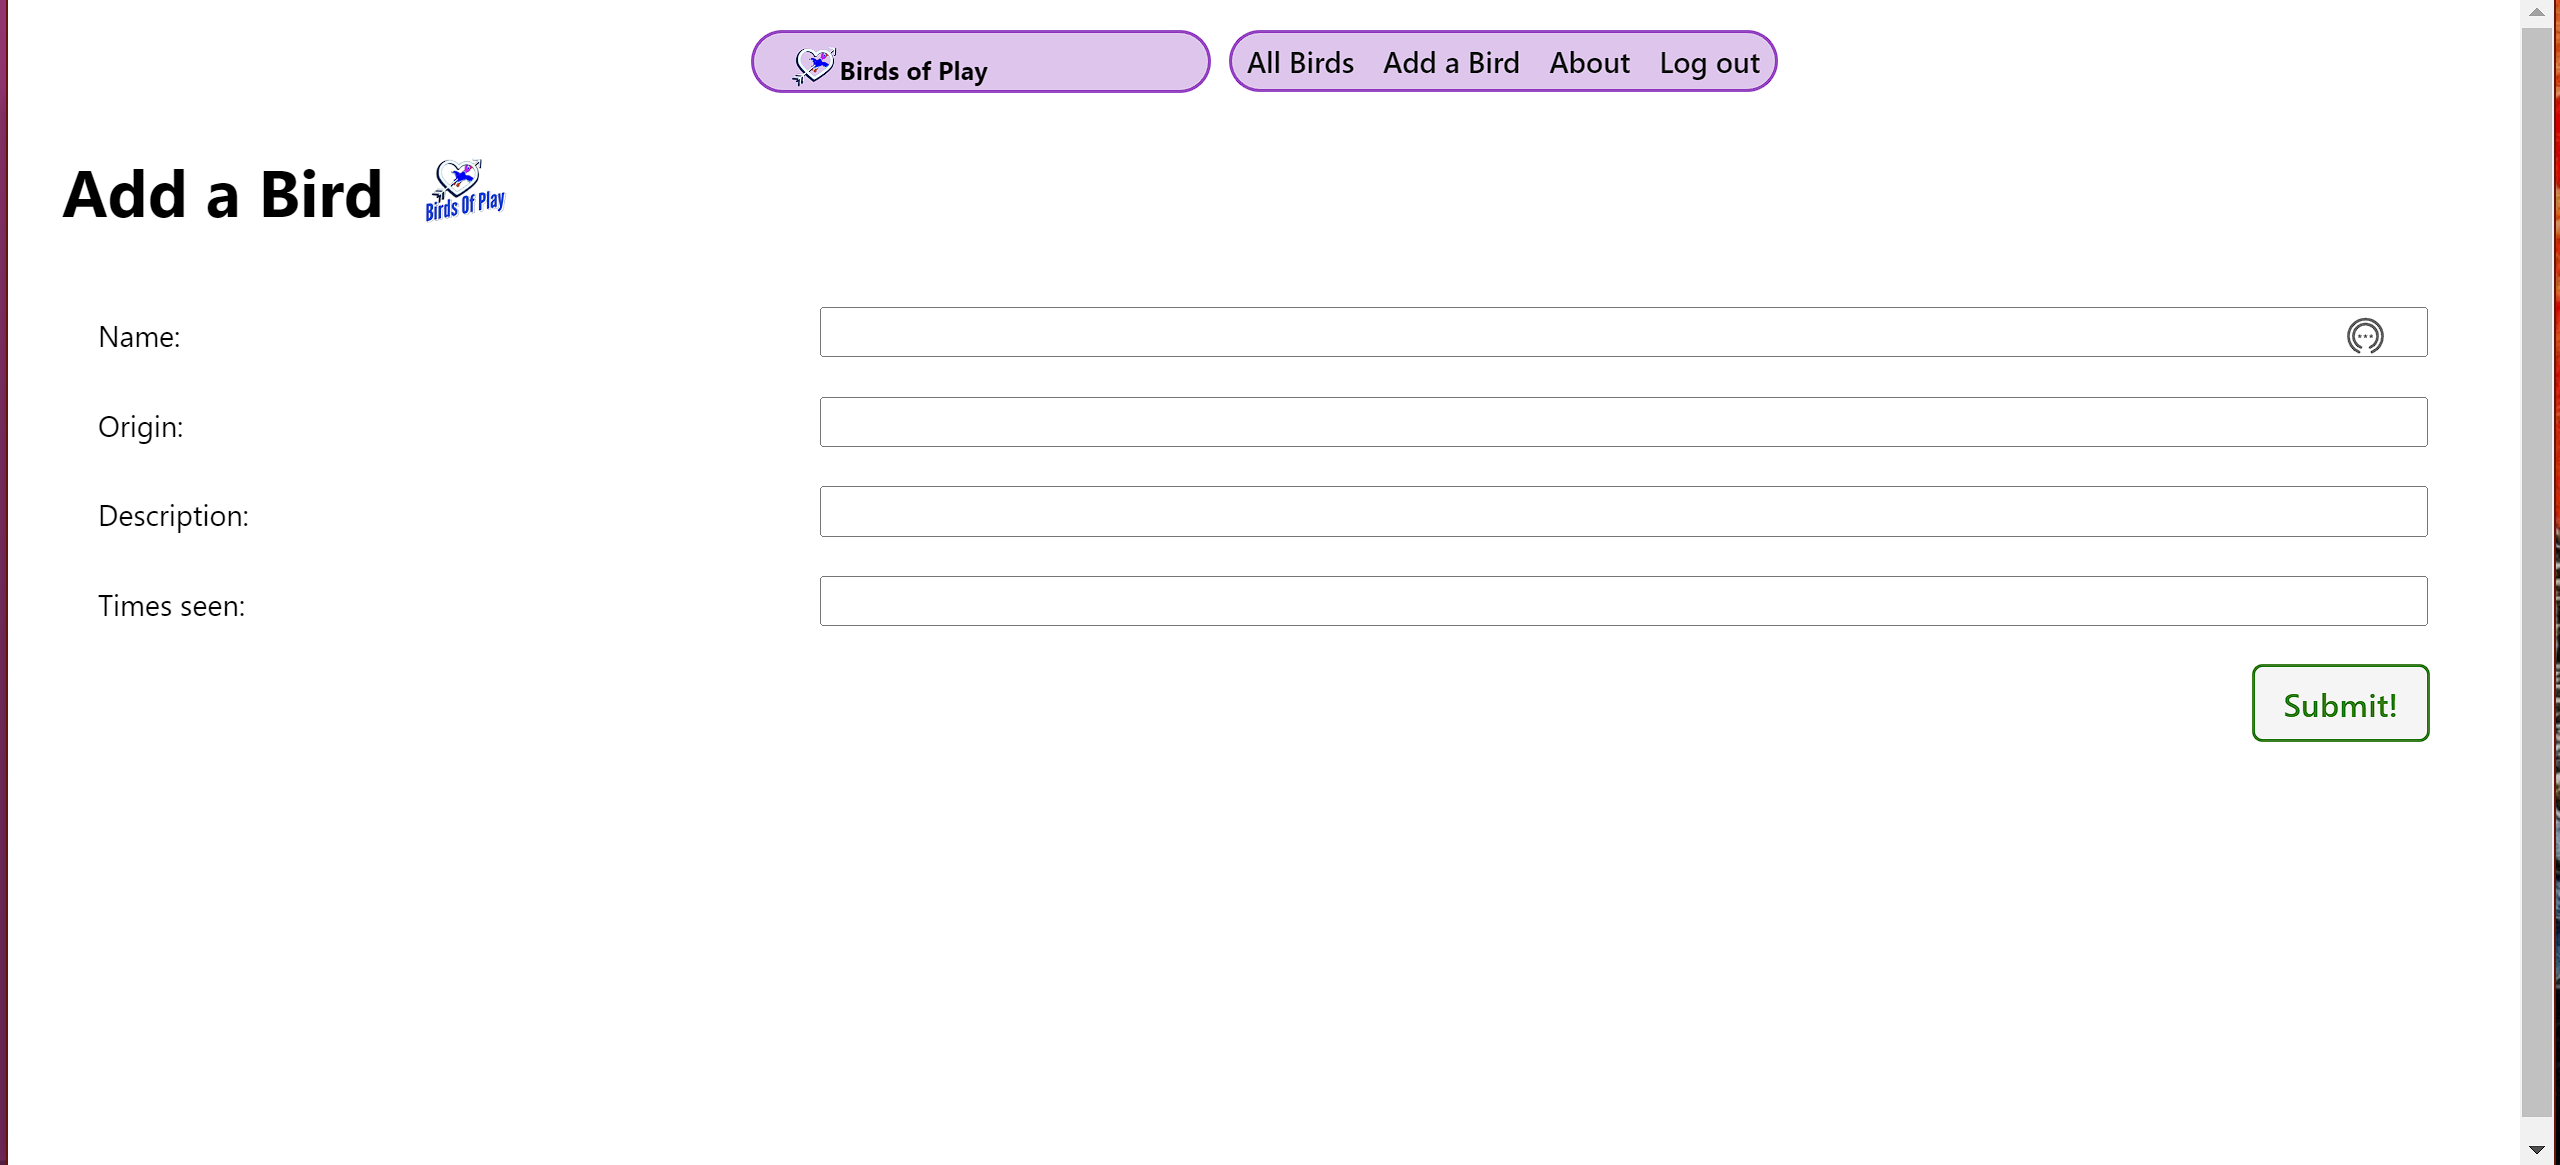 Birds of Play
All Birds Add a Bird About Log out
Add a Bird
Birds Of Play
Name:
Origin:
Description:
Times seen:
Submit!